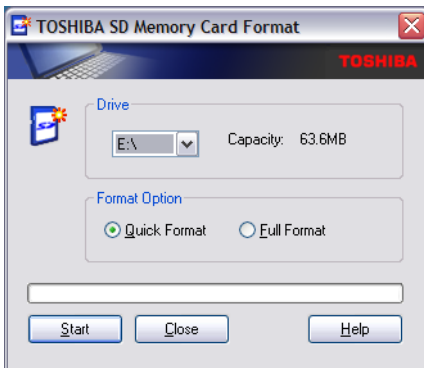 TOSHIBA SD Memory Card Format
TOSHIBA
Drive
E:\
Capacity: 63.6MB
Format Option
Quick Format
Full Format
Start
Close
Help